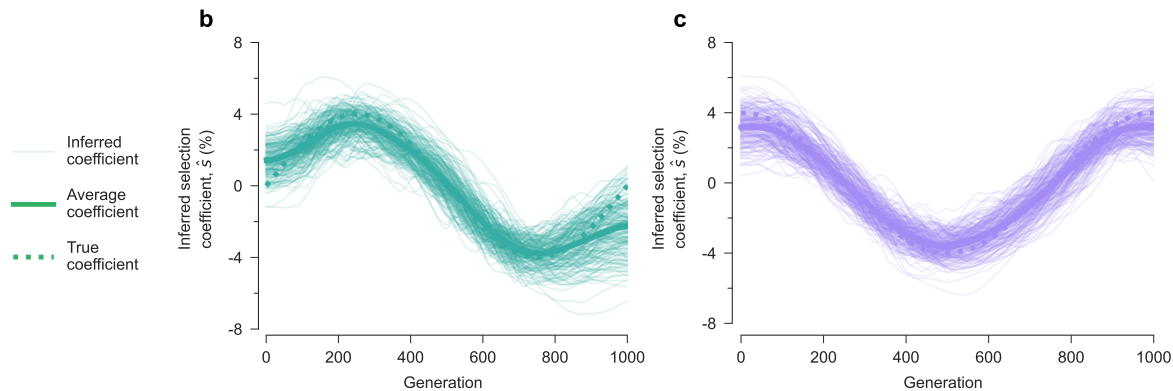 b
c
Inferred
coefficient
Average
coefficient
True
coefficient
Inferred selection
coefficient, ŝ (%)
8
4
0
-4
-8
0
200
400
600
800
1000
Generation
Inferred selection
coefficient, ŝ (%)
8
4
0
-4
-8
0
200
400
600
800
1000
Generation